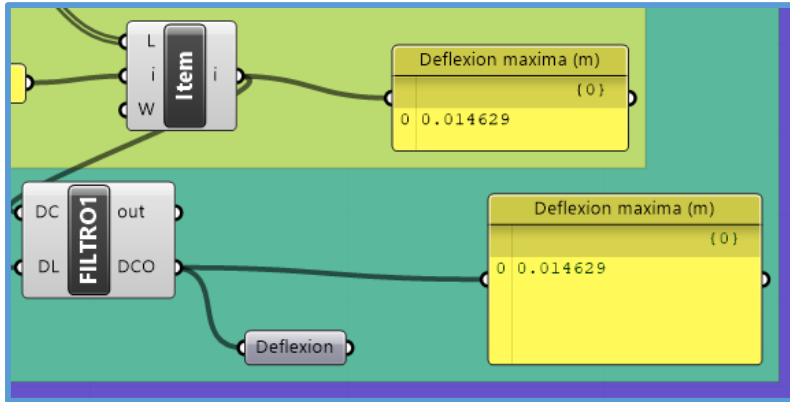 L
i
W
Item
i
Deflexion maxima (m)
{0}
0 0.014629
DC
DL
FILTRO1
out
DCO
Deflexion maxima (m)
{0}
0 0.014629
Deflexion